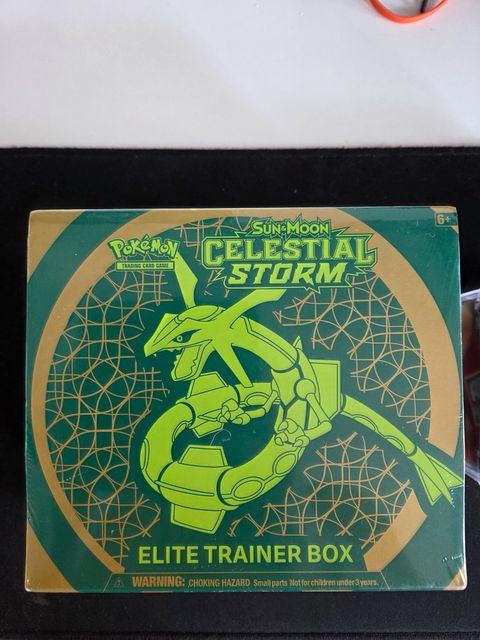 6+
SUN & MOON
Pokémon
TRADING CARD GAME
CELESTIAL
STORM
ELITE TRAINER BOX
WARNING: CHOKING HAZARD Small parts Not for children under 3 years.